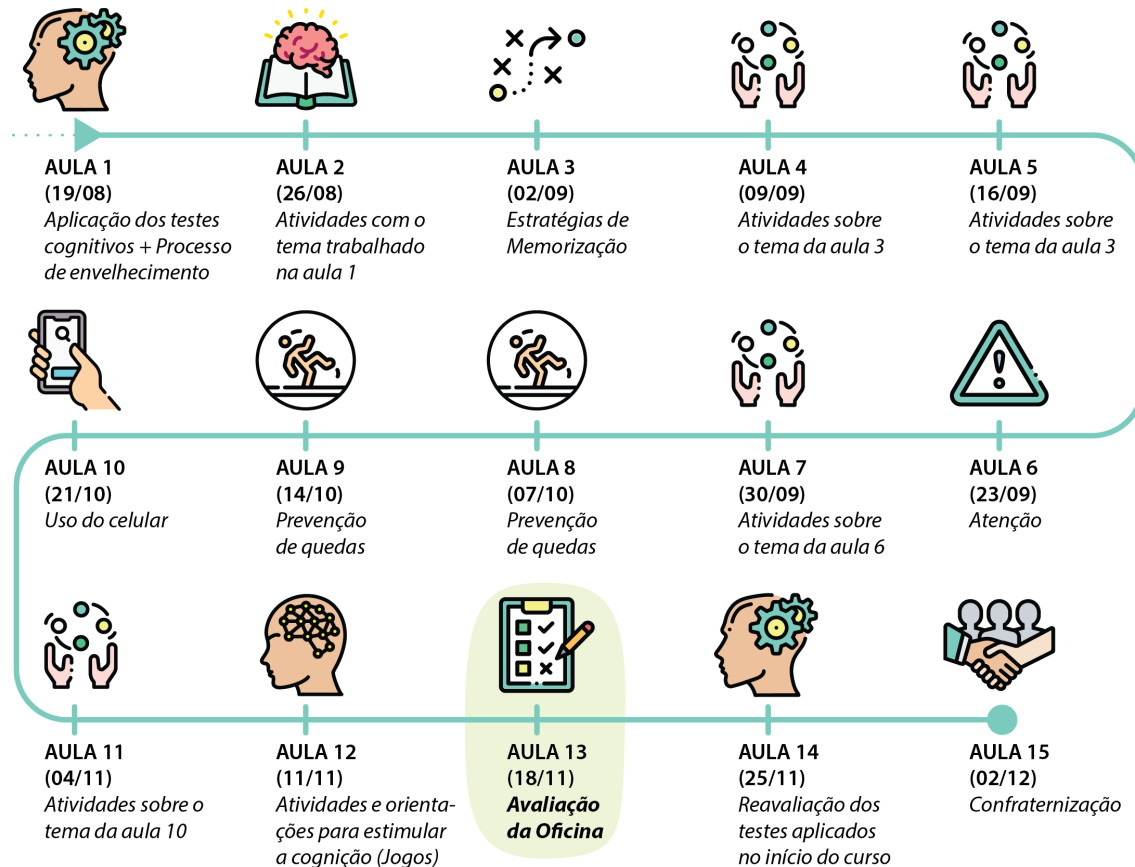 AULA 1
(19/08)
Aplicação dos testes
cognitivos + Processo
de envelhecimento
AULA 2
(26/08)
Atividades com o
tema trabalhado
na aula 1
AULA 3
(02/09)
Estratégias de
Memorização
AULA 4
(09/09)
Atividades sobre
o tema da aula 3
AULA 5
(16/09)
Atividades sobre
o tema da aula 3
AULA 6
(23/09)
Atenção
AULA 7
(30/09)
Atividades sobre
o tema da aula 6
AULA 8
(07/10)
Prevenção
de quedas
AULA 9
(14/10)
Prevenção
de quedas
AULA 10
(21/10)
Uso do celular
AULA 11
(04/11)
Atividades sobre o
tema da aula 10
AULA 12
(11/11)
Atividades e orienta-
ções para estimular
a cognição (Jogos)
AULA 13
(18/11)
Avaliação
da Oficina
AULA 14
(25/11)
Reavaliação dos
testes aplicados
no início do curso
AULA 15
(02/12)
Confraternização